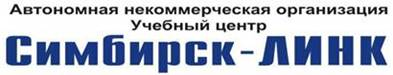 Автономная некоммерческая организация
Учебный центр
Симбирск-ЛИНК